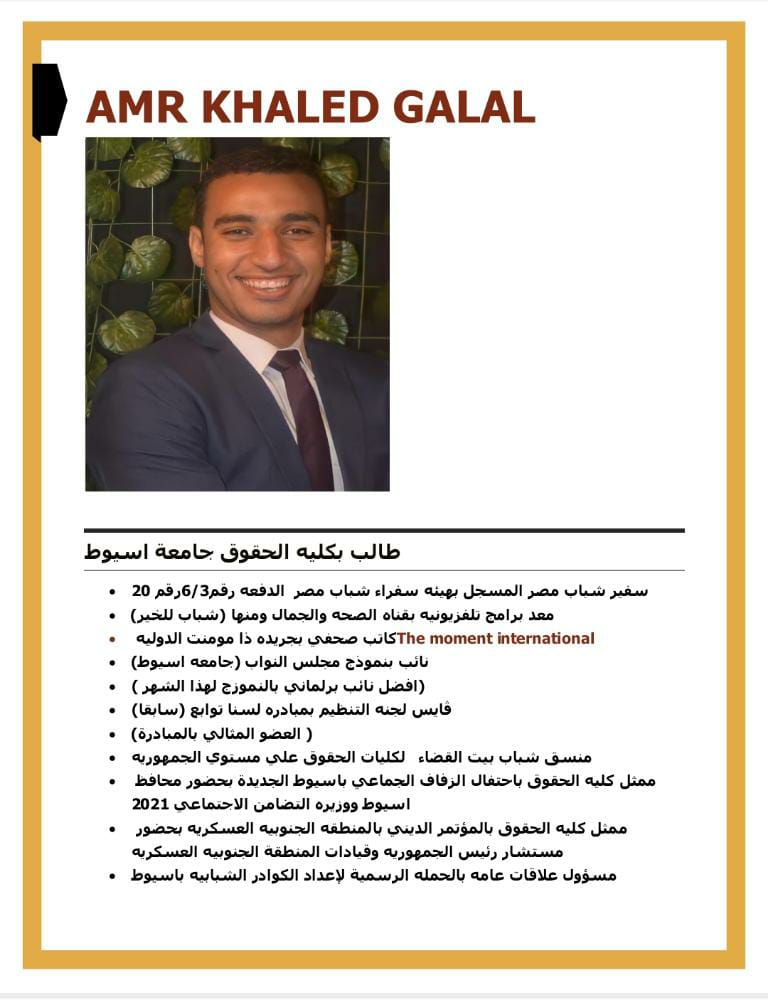 AMR KHALED GALAL
طالب بكليه الحقوق جامعة اسيوط
سفير شباب مصر المسجل بهيئه سفراء شباب مصر الدفعه رقم6/3رقم 20
معد برامج تلفزيونيه بقناه الصحه والجمال ومنها (شباب للخير)
كاتب صحفي بجريده ذا مومنت الدوليه The moment international
نائب بنموذج مجلس النواب (جامعه اسيوط)
(افضل نائب برلماني بالنموزج لهذا الشهر )
ڤايس لجنه التنظيم بمبادره لسنا توابع (سابقا)
( العضو المثالي بالمبادرة)
منسق شباب بيت القضاء لكليات الحقوق علي مستوي الجمهوريه
ممثل كليه الحقوق باحتفال الزفاف الجماعي باسيوط الجديدة بحضور محافظ
اسيوط ووزيره التضامن الاجتماعي 2021
ممثل كليه الحقوق بالمؤتمر الديني بالمنطقه الجنوبيه العسكريه بحضور
مستشار رئيس الجمهوريه وقيادات المنطقة الجنوبيه العسكريه
مسؤول علاقات عامه بالحمله الرسمية لإعداد الكوادر الشبابيه باسيوط